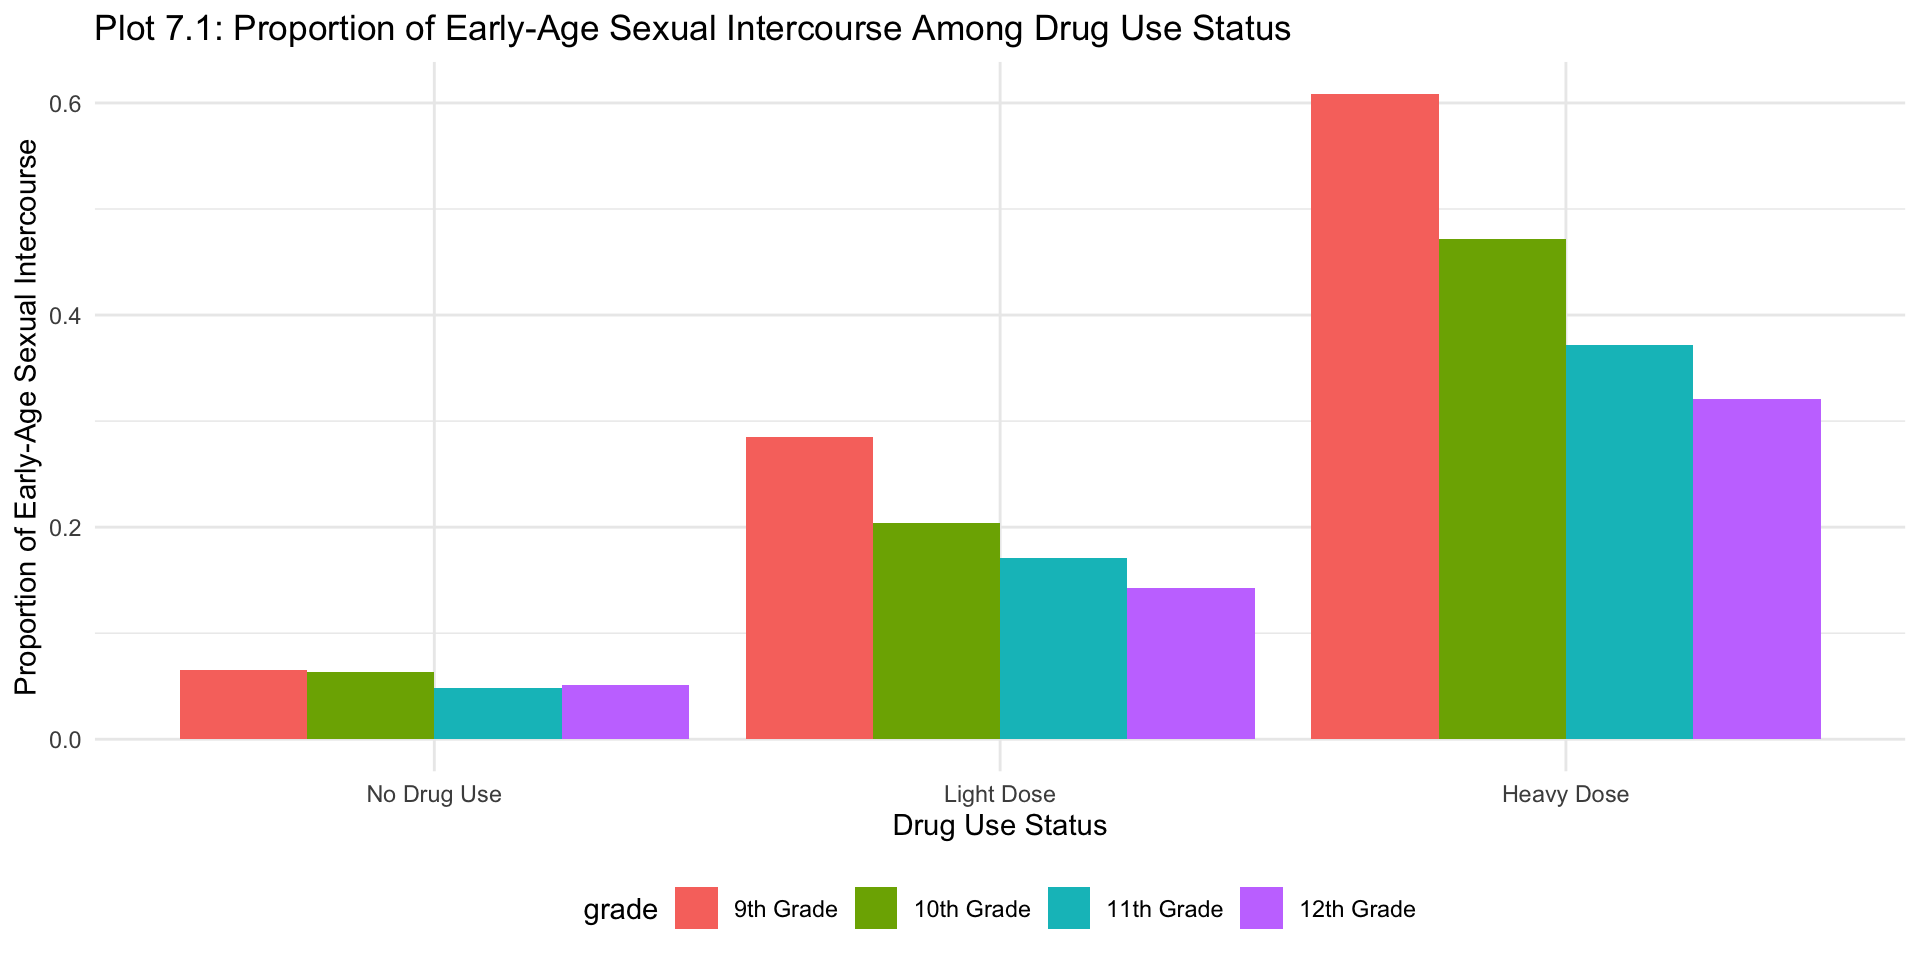 Plot 7.1: Proportion of Early-Age Sexual Intercourse Among Drug Use Status
Proportion of Early-Age Sexual Intercourse
0.6
0.4
0.2
0.0
No Drug Use
Light Dose
Heavy Dose
Drug Use Status
grade
9th Grade
10th Grade
11th Grade
12th Grade